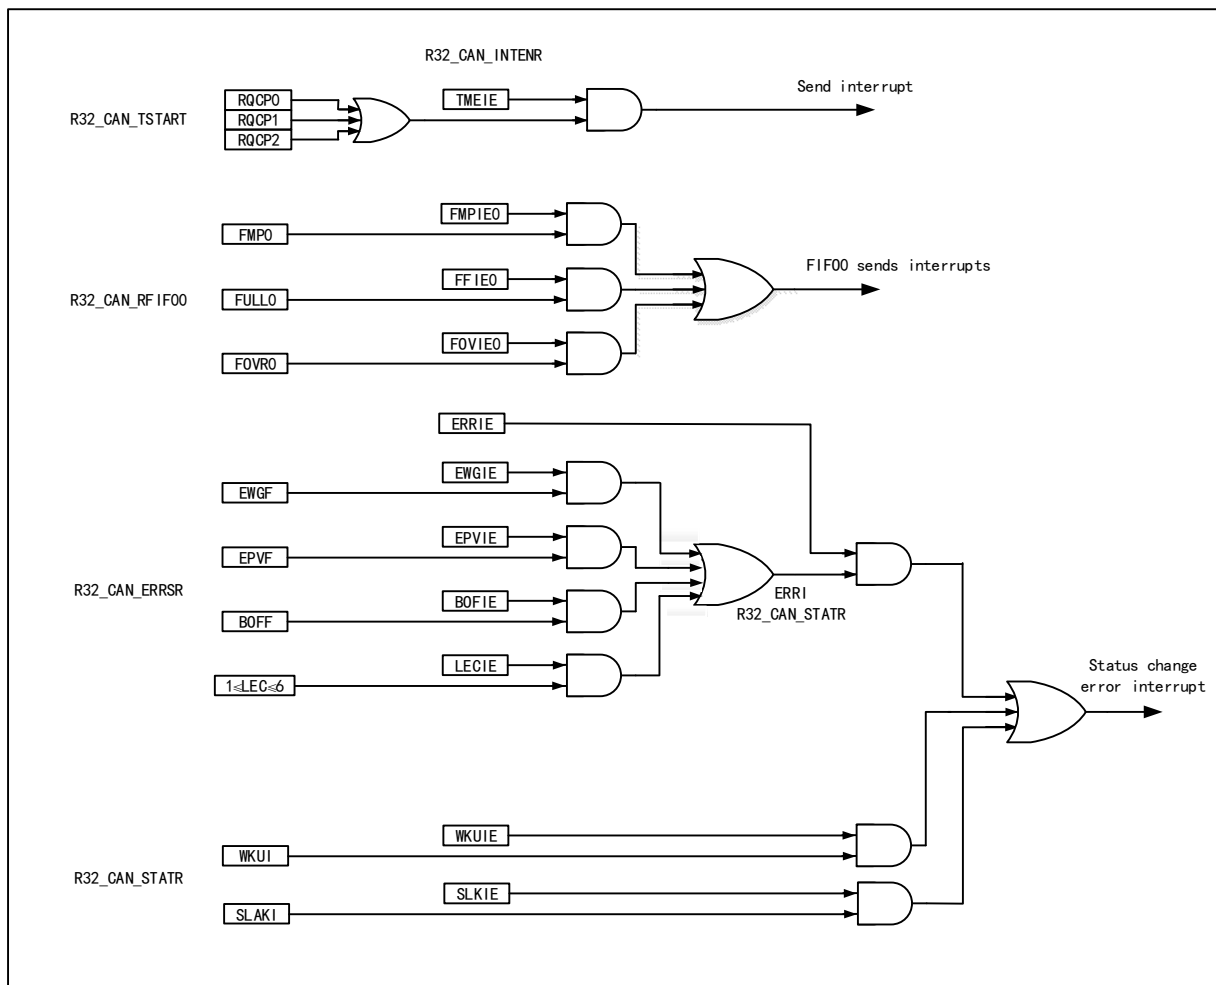 R32_CAN_INTENR
Send interrupt
RQCP0
TMEIE
R32_CAN_TSTART
RQCP1
RQCP2
FMPIE0
FMP0
FIFO0 sends interrupts
FFIE0
R32_CAN_RFIFO0
FULL0
FOVIE0
FOVR0
ERRIE
EWGIE
EWGF
EPVIE
EPVF
R32_CAN_ERRSR
ERRI
BOFIE
R32_CAN_STATR
BOFF
LECIE
1≤LEC≤6
Status change
error interrupt
WKUIE
WKUI
R32_CAN_STATR
SLKIE
SLAKI